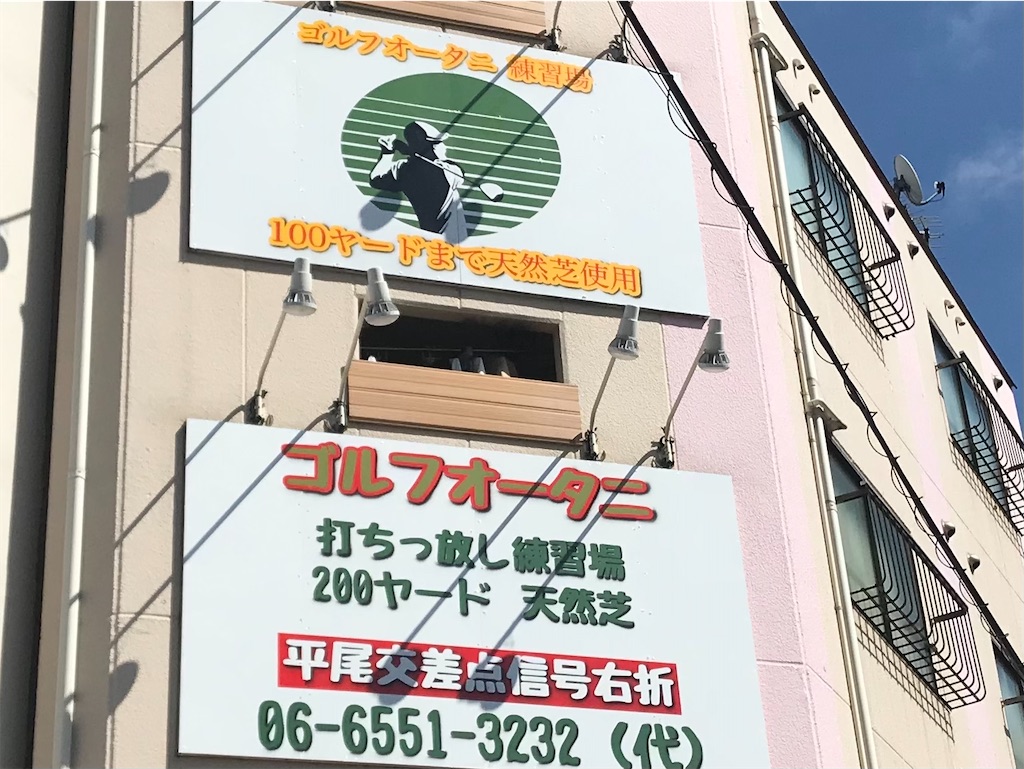 ゴルフオータニ 練習場
100ヤードまで天然芝使用
ゴルフオータニ
打ちっ放し練習場
200ヤード 天然芝
平尾交差点信号右折
06-6551-3232 (代)